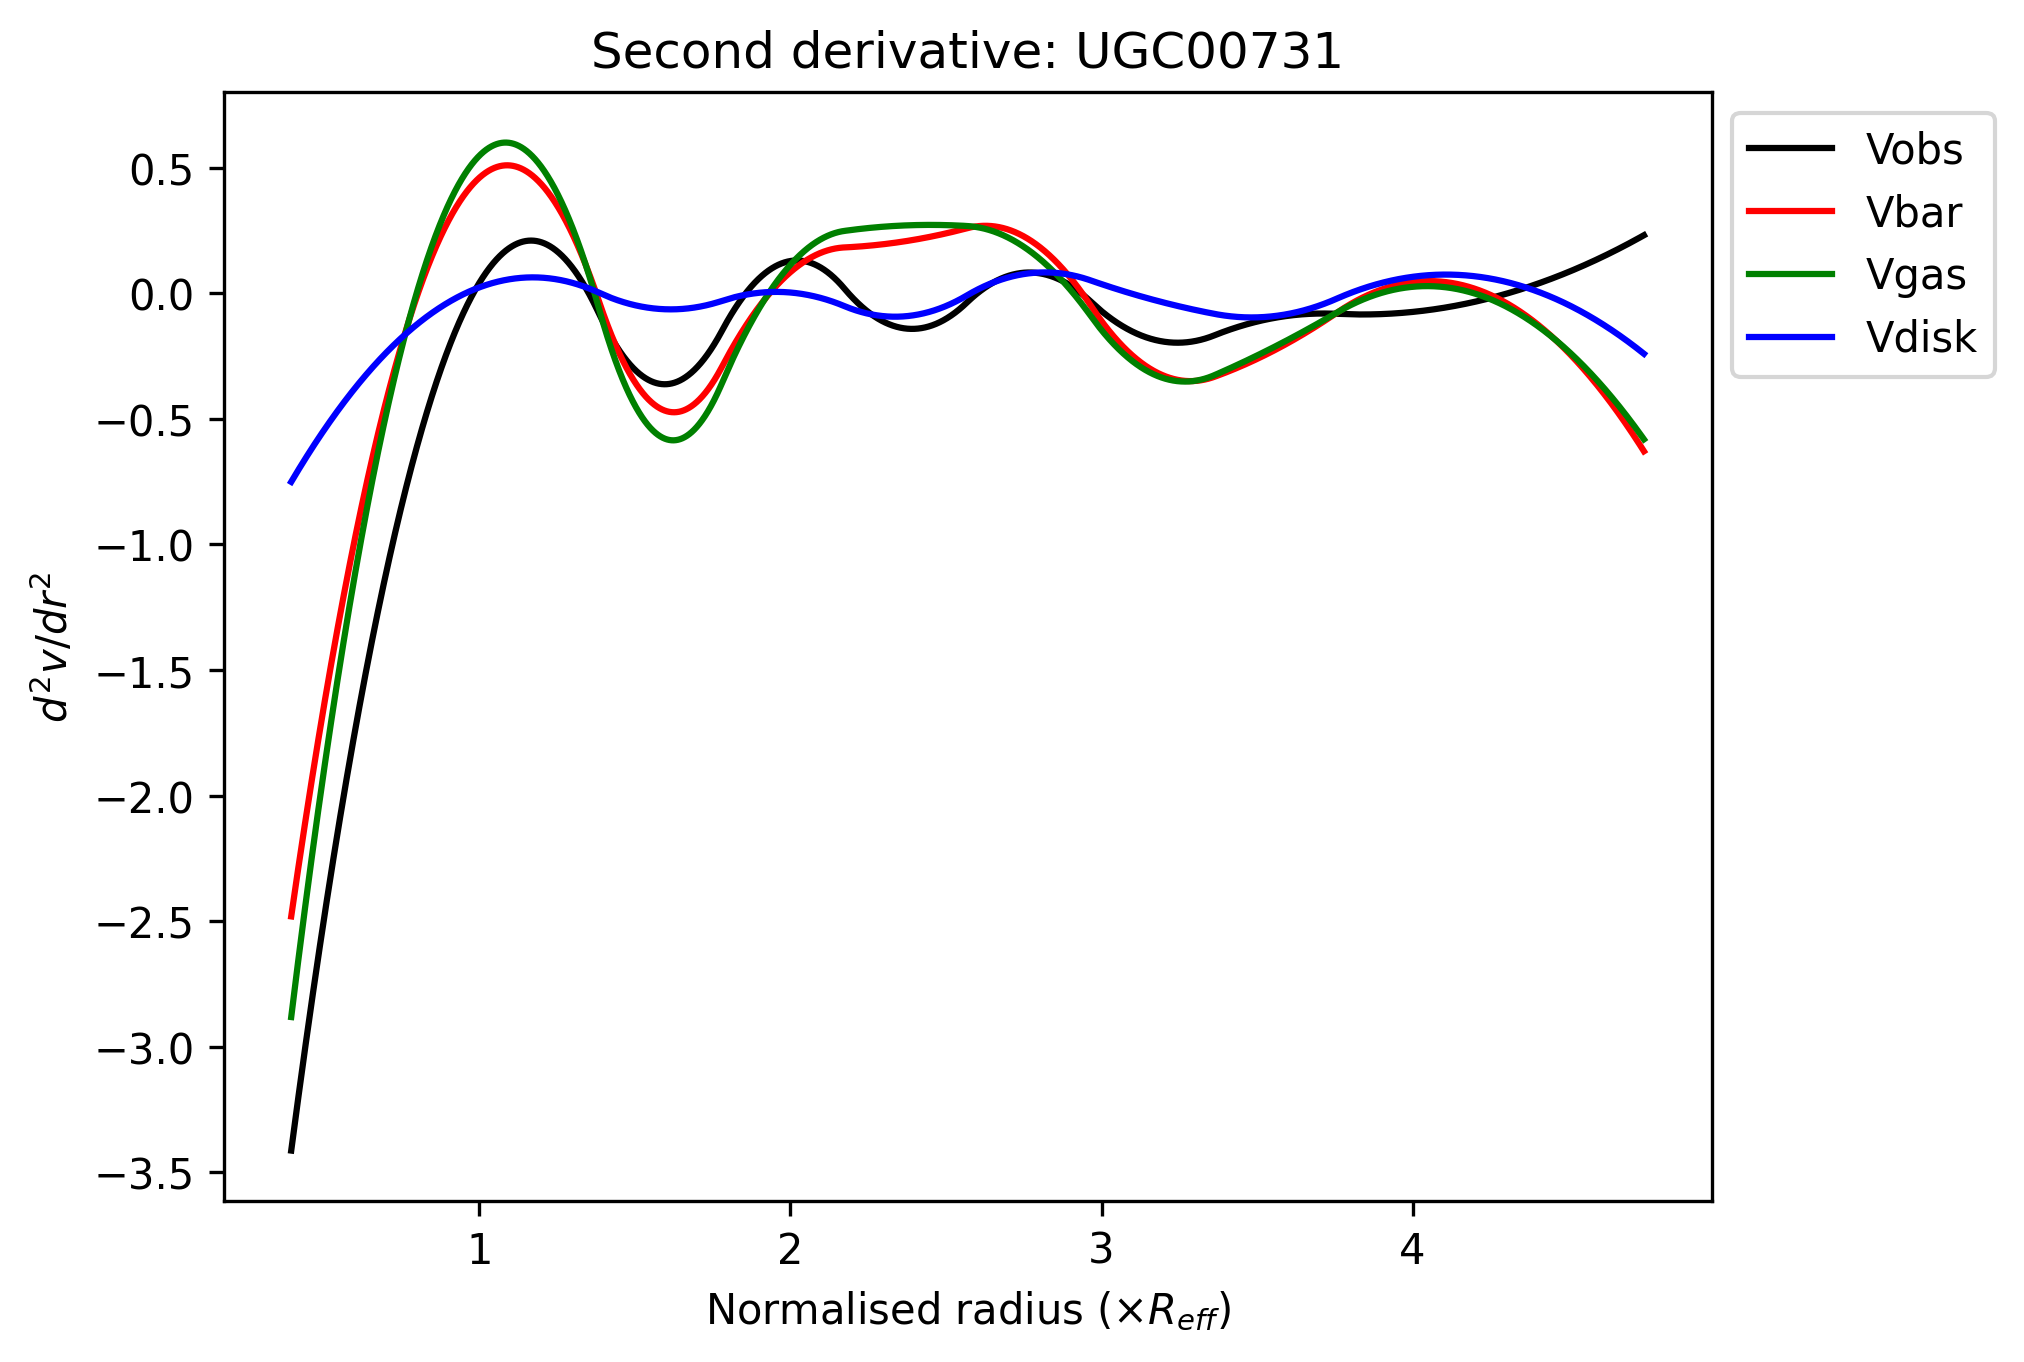 Second derivative: UGC00731
0.5
0.0
−0.5
−1.0
−1.5
−2.0
−2.5
−3.0
−3.5
d²v/dr²
1 2 3 4
Normalised radius (×R_eff)
Vobs
Vbar
Vgas
Vdisk